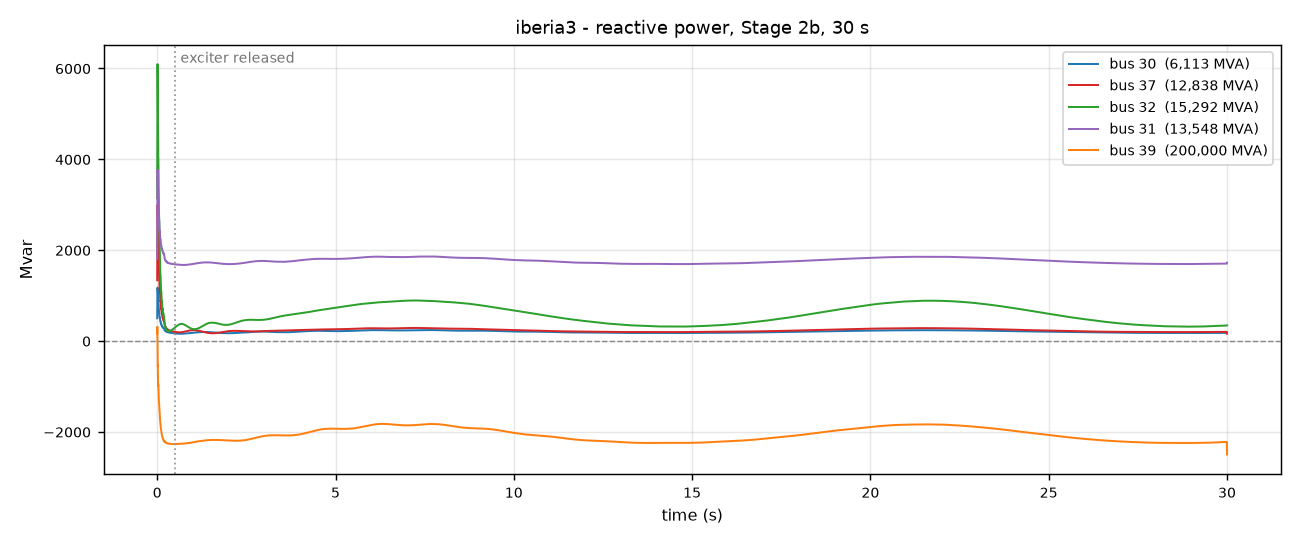 iberia3 - reactive power, Stage 2b, 30 s
exciter released
bus 30  (6,113 MVA)
bus 37  (12,838 MVA)
bus 32  (15,292 MVA)
bus 31  (13,548 MVA)
bus 39  (200,000 MVA)
Mvar
6000
4000
2000
0
−2000
0
5
10
15
20
25
30
time (s)